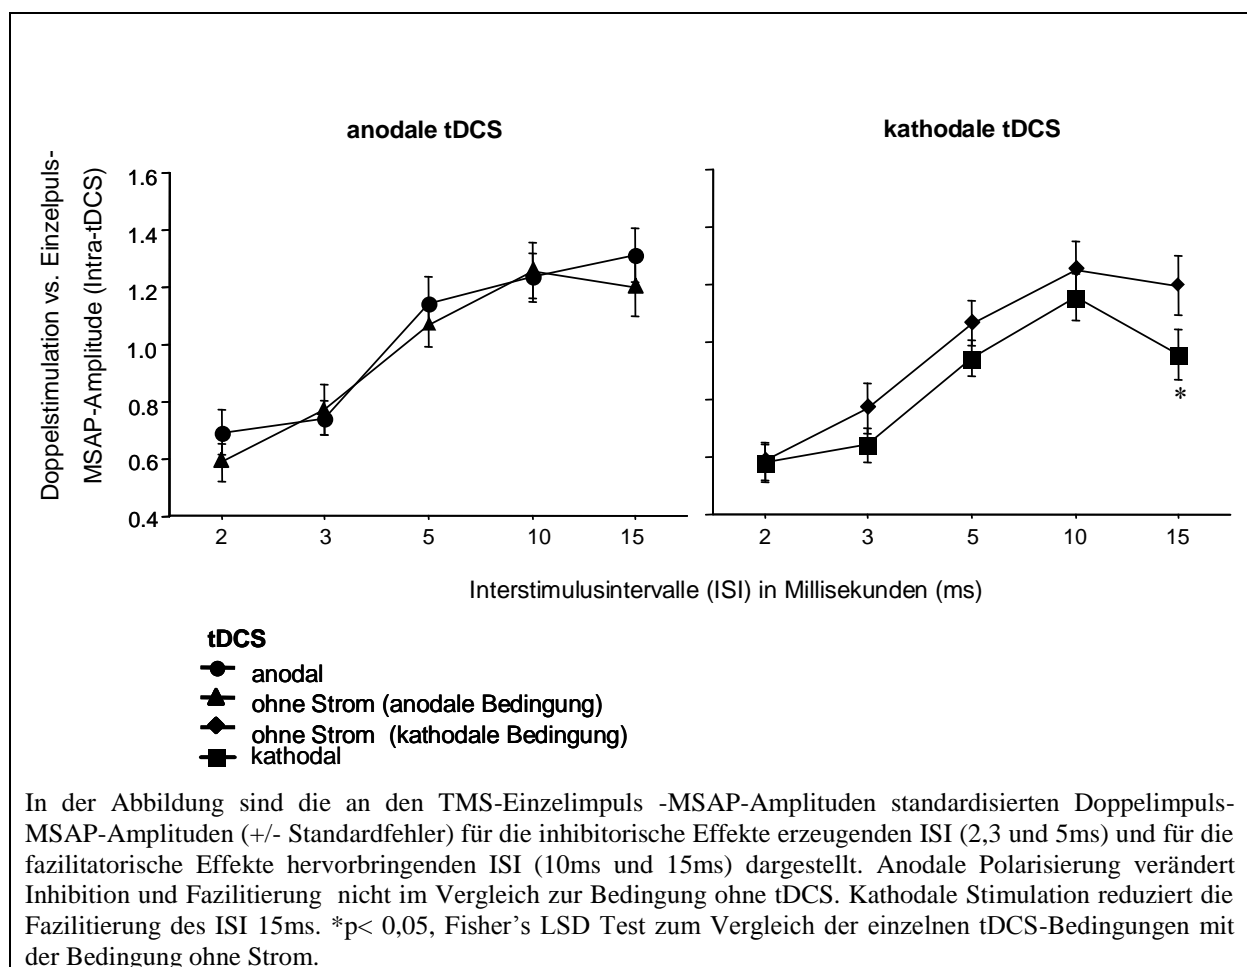 anodale tDCS
kathodale tDCS
Doppelstimulation vs. Einzelpuls-
MSAP-Amplitude (Intra-tDCS)
1.6
1.4
1.2
1.0
0.8
0.6
0.4
2 3 5 10 15
2 3 5 10 15
*
Interstimulusintervalle (ISI) in Millisekunden (ms)
tDCS
anodal
ohne Strom (anodale Bedingung)
ohne Strom (kathodale Bedingung)
kathodal
In der Abbildung sind die an den TMS-Einzelimpuls -MSAP-Amplituden standardisierten Doppelimpuls-
MSAP-Amplituden (+/- Standardfehler) für die inhibitorische Effekte erzeugenden ISI (2,3 und 5ms) und für die
fazilitatorische Effekte hervorbringenden ISI (10ms und 15ms) dargestellt. Anodale Polarisierung verändert
Inhibition und Fazilitierung nicht im Vergleich zur Bedingung ohne tDCS. Kathodale Stimulation reduziert die
Fazilitierung des ISI 15ms. *p< 0,05, Fisher's LSD Test zum Vergleich der einzelnen tDCS-Bedingungen mit
der Bedingung ohne Strom.